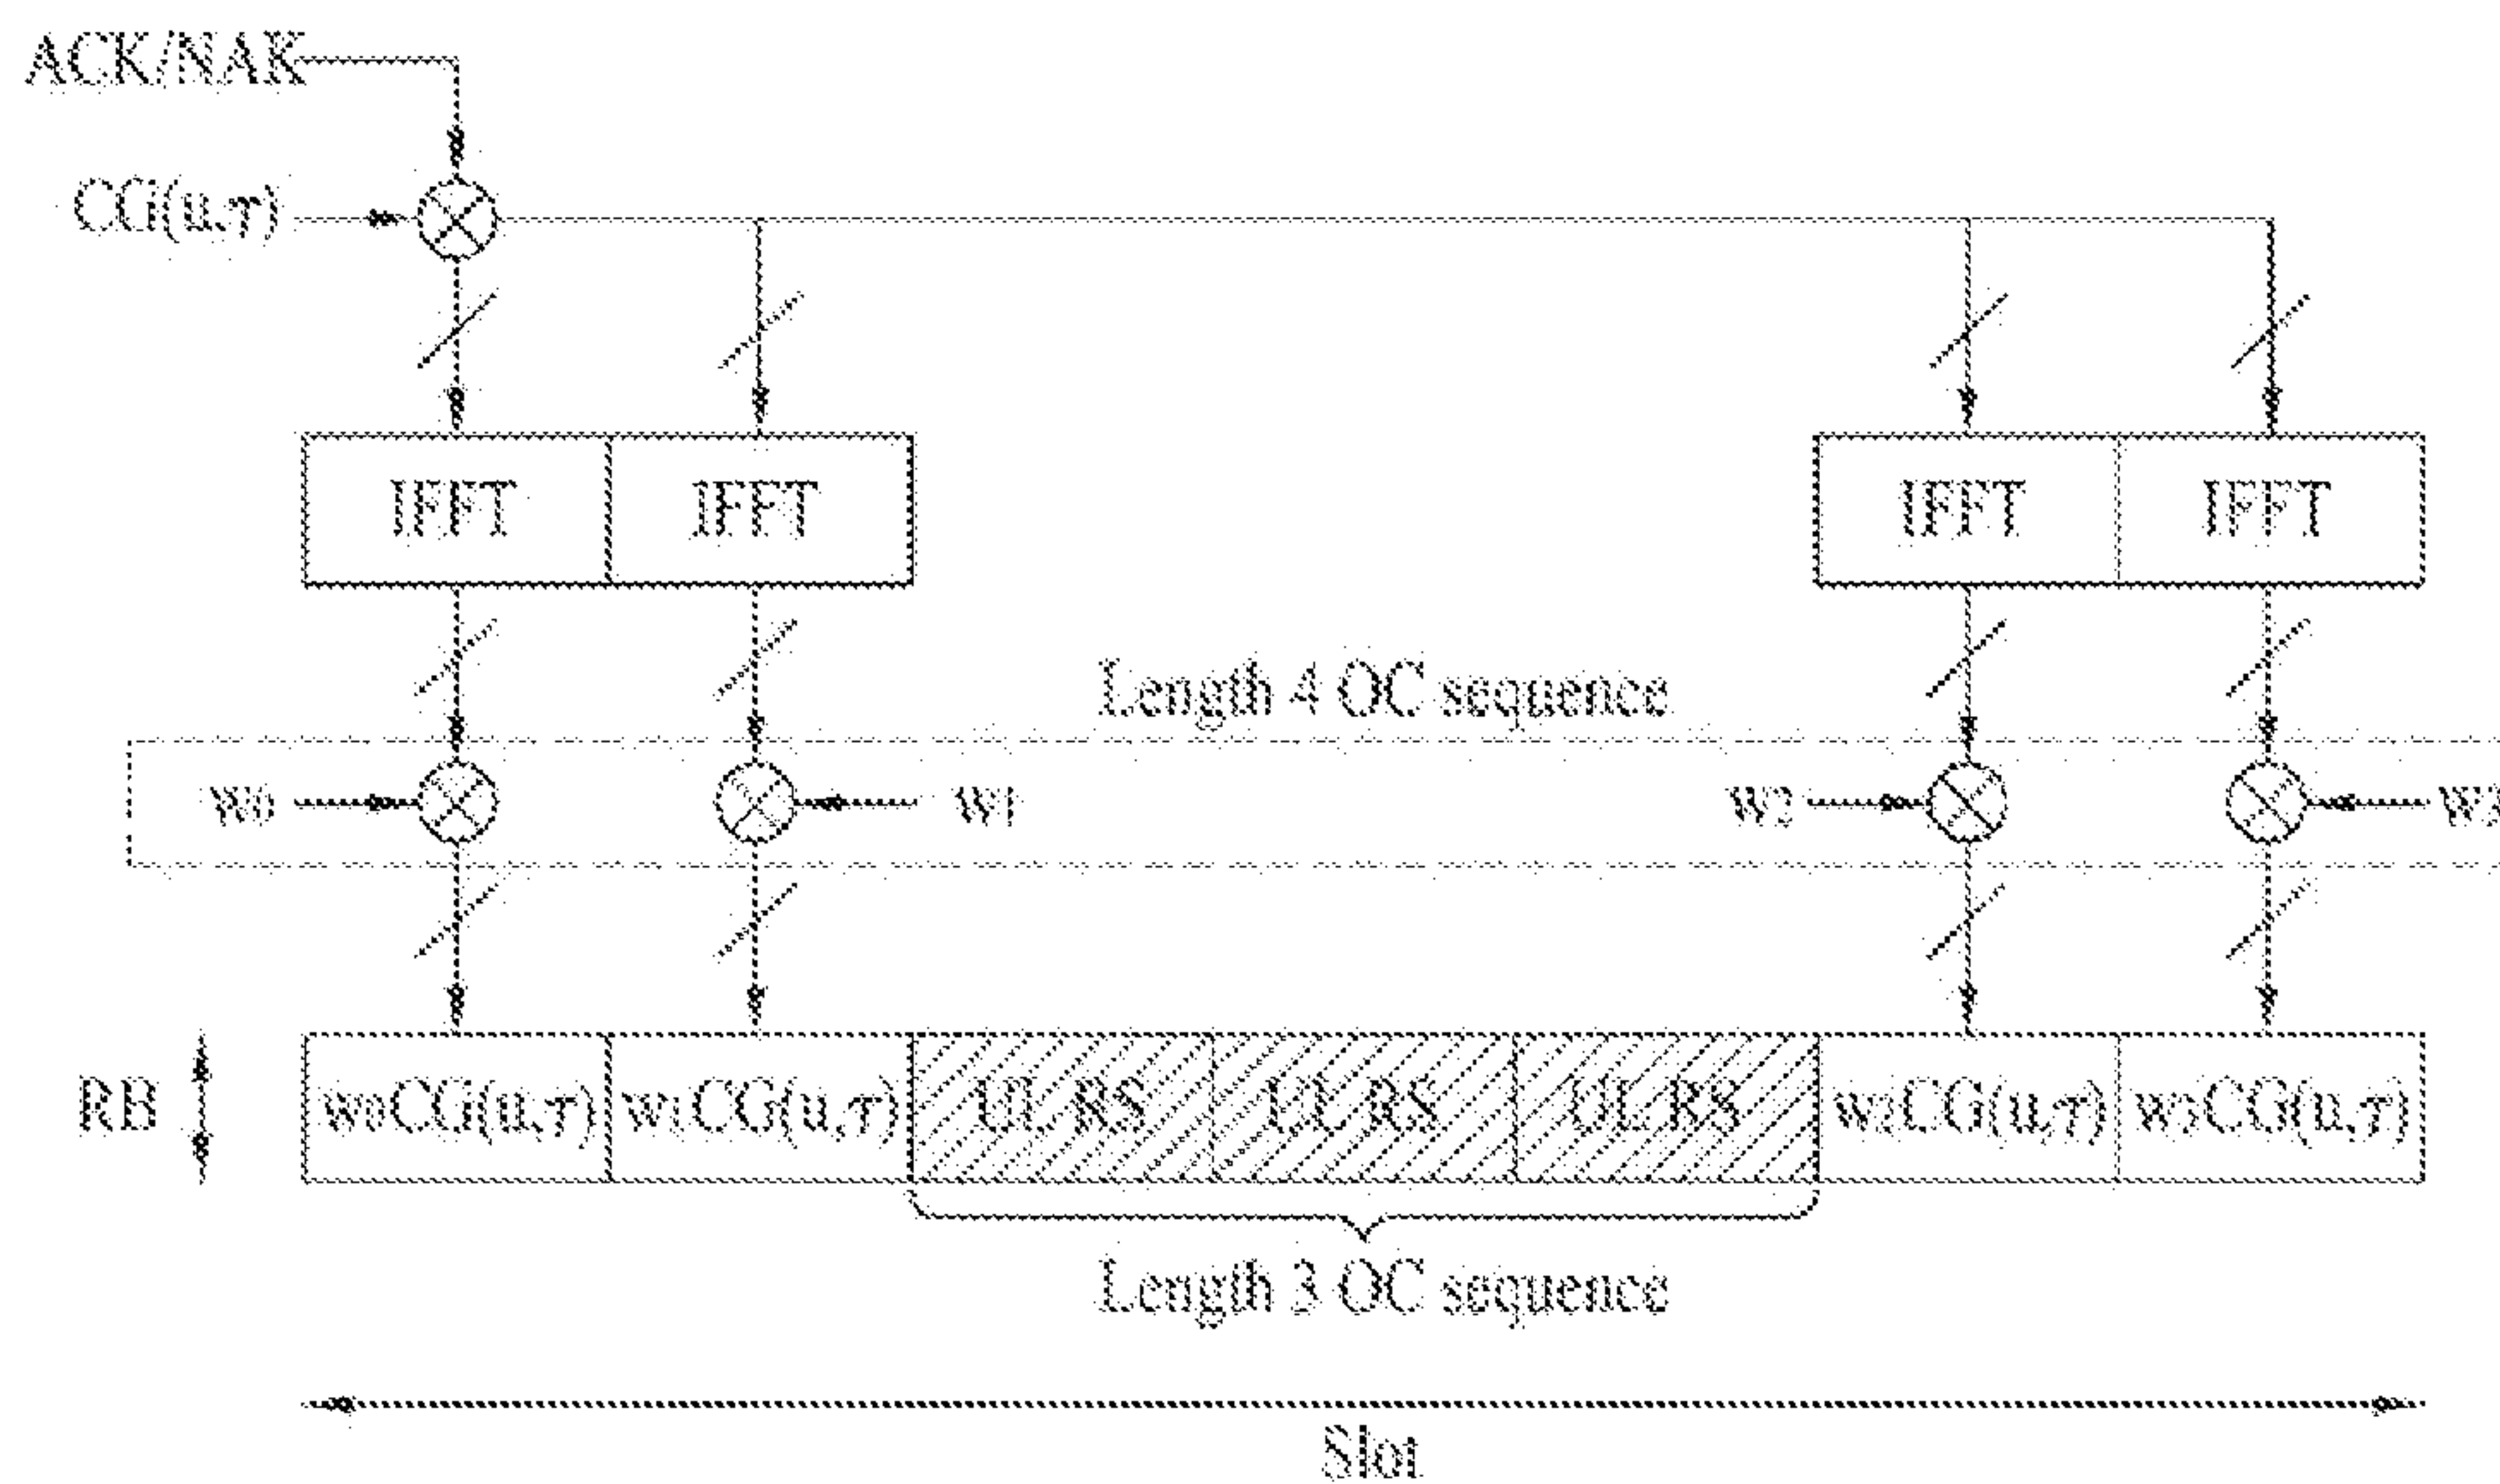 ACK/NAK
CG(u,τ)
IFFT IFFT IFFT IFFT
Length 4 OC sequence
W0 W1 W2
RB w0CG(u,τ) w1CG(u,τ) UL RS UL RS UL RS w2CG(u,τ) w3CG(u,τ)
Length 3 OC sequence
Slot